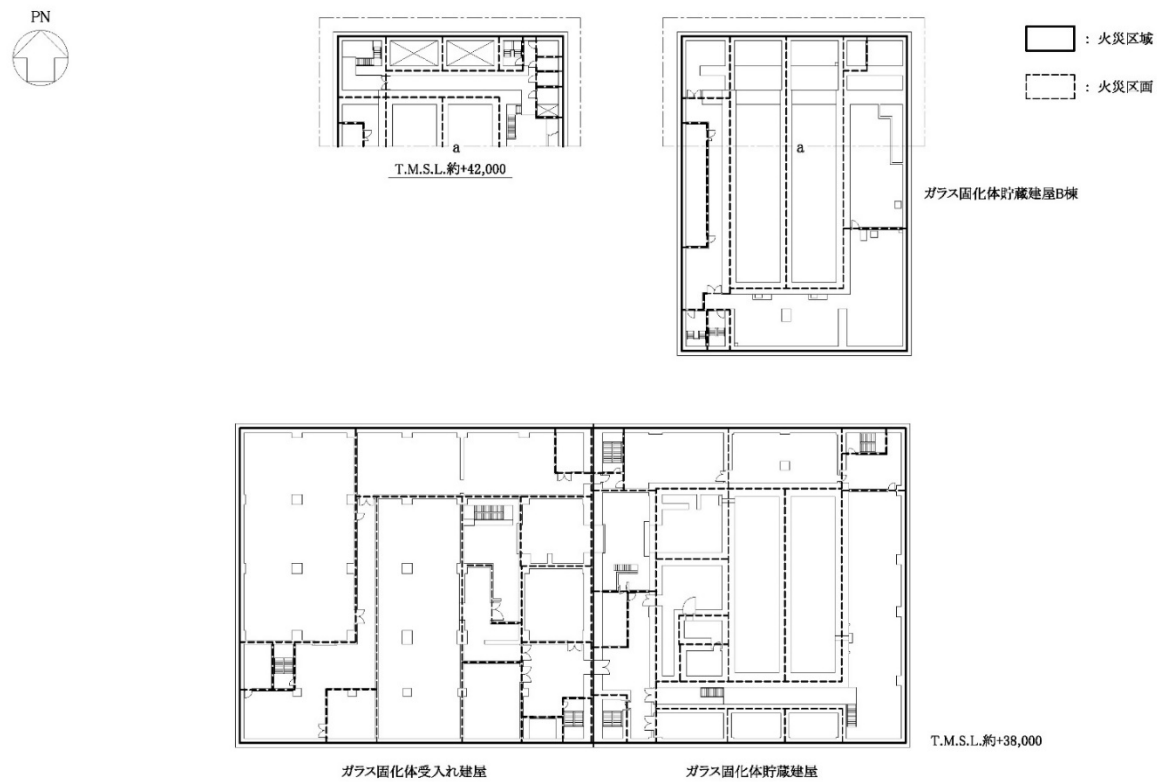 PN
：火災区域
：火災区画
a
T.M.S.L.約+42,000
a
ガラス固化体貯蔵建屋B棟
T.M.S.L.約+38,000
ガラス固化体受入れ建屋
ガラス固化体貯蔵建屋